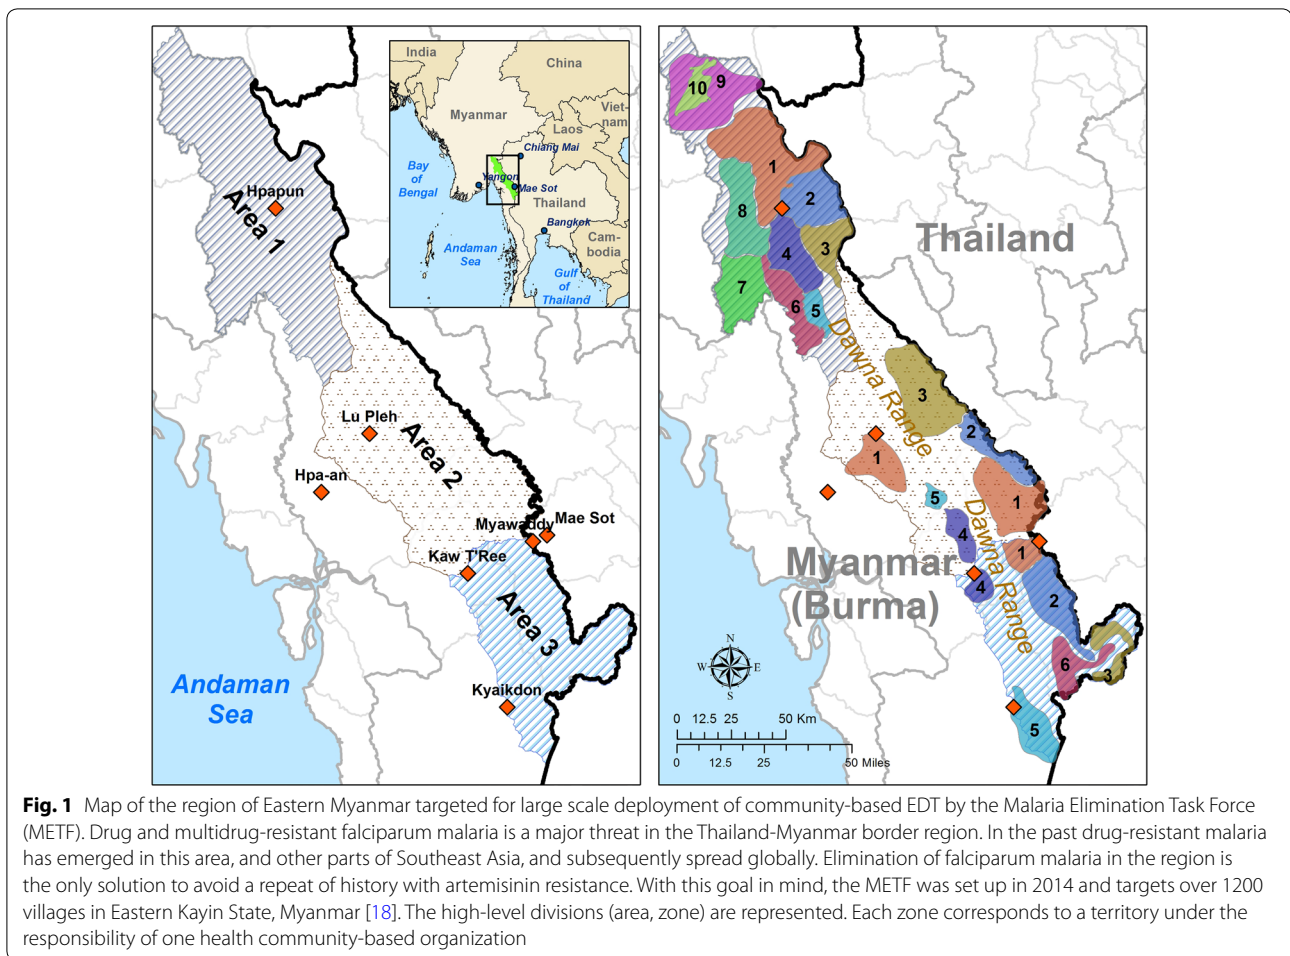 India
China
Myanmar
Viet-
nam
Laos
Chiang Mai
Bay
of
Bengal
Yangon
Mae Sot
Thailand
Bangkok
Andaman
Sea
Cam-
bodia
Gulf
of
Thailand
Hpapun
Area 1
Lu Pleh
Area 2
Hpa-an
Myawaddy
Mae Sot
Kaw T'Ree
Area 3
Kyaikdon
Andaman
Sea
10
9
1
2
8
3
4
7
6
5
Thailand
Dawna Range
3
2
1
5
1
4
Dawna Range
1
Myanmar
(Burma)
4
2
6
3
5
N
W
E
S
0 12.5 25 50 Km
0 12.5 25 50 Miles
Fig. 1 Map of the region of Eastern Myanmar targeted for large scale deployment of community-based EDT by the Malaria Elimination Task Force
(METF). Drug and multidrug-resistant falciparum malaria is a major threat in the Thailand-Myanmar border region. In the past drug-resistant malaria
has emerged in this area, and other parts of Southeast Asia, and subsequently spread globally. Elimination of falciparum malaria in the region is
the only solution to avoid a repeat of history with artemisinin resistance. With this goal in mind, the METF was set up in 2014 and targets over 1200
villages in Eastern Kayin State, Myanmar [18]. The high-level divisions (area, zone) are represented. Each zone corresponds to a territory under the
responsibility of one health community-based organization